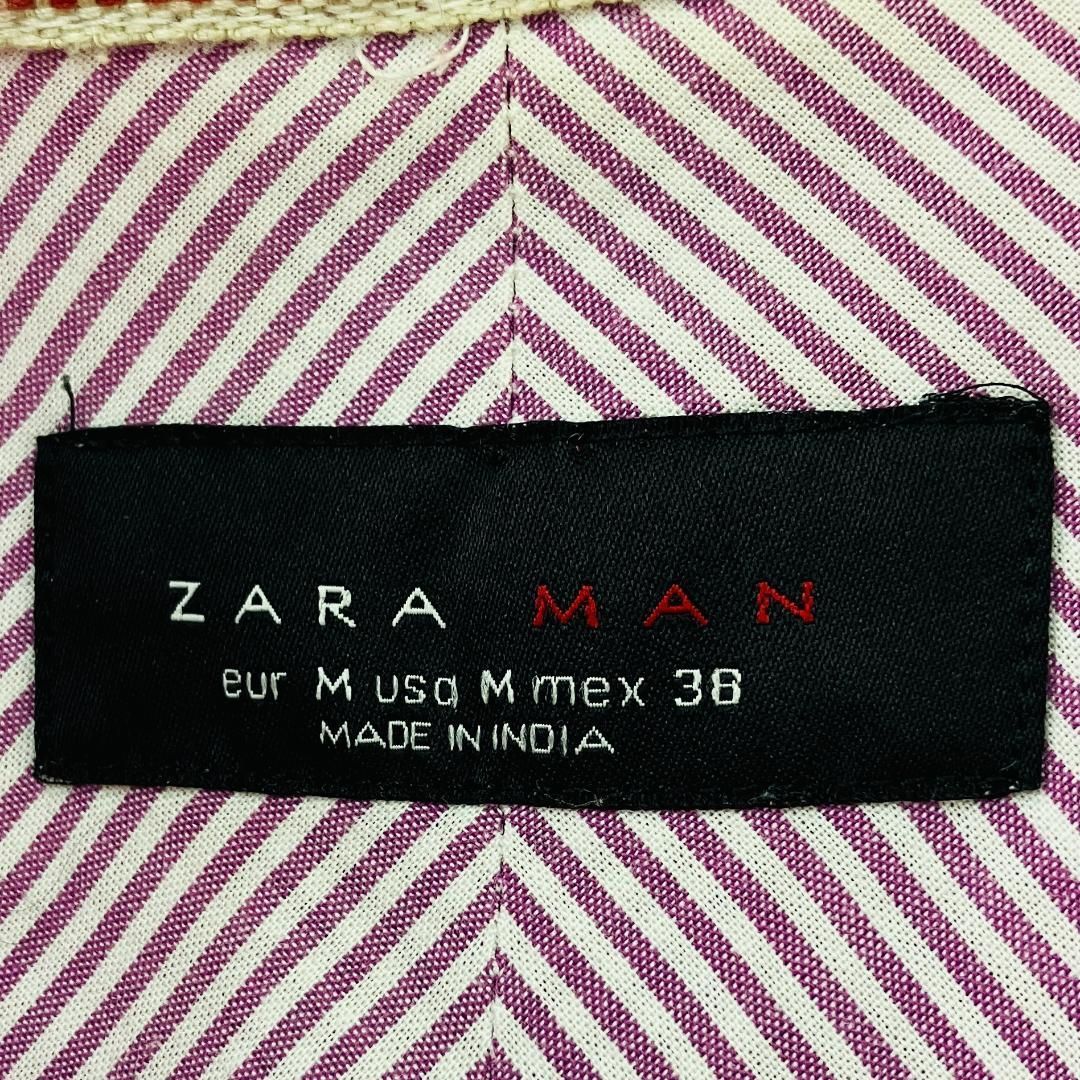 ZARA MAN
eur M usa M mex 38
MADE IN INDIA